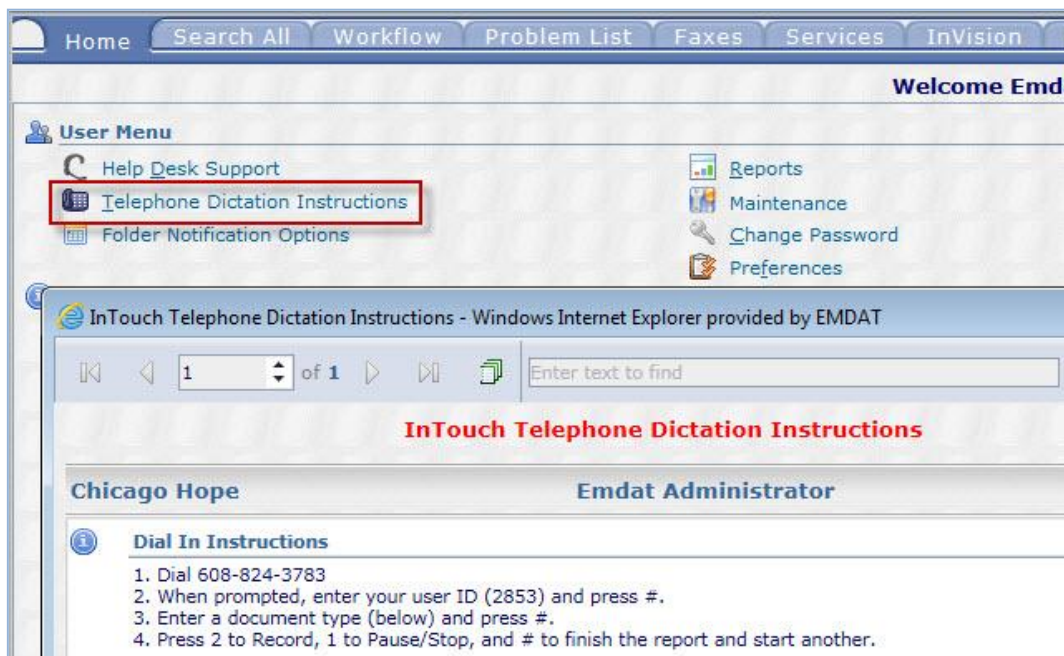 Home Search All Workflow Problem List Faxes Services InVision
Welcome Emd
User Menu
Help Desk Support Reports
Telephone Dictation Instructions Maintenance
Folder Notification Options Change Password
Preferences
InTouch Telephone Dictation Instructions - Windows Internet Explorer provided by EMDAT
1 of 1 Enter text to find
InTouch Telephone Dictation Instructions
Chicago Hope Emdat Administrator
Dial In Instructions
1. Dial 608-824-3783
2. When prompted, enter your user ID (2853) and press #.
3. Enter a document type (below) and press #.
4. Press 2 to Record, 1 to Pause/Stop, and # to finish the report and start another.